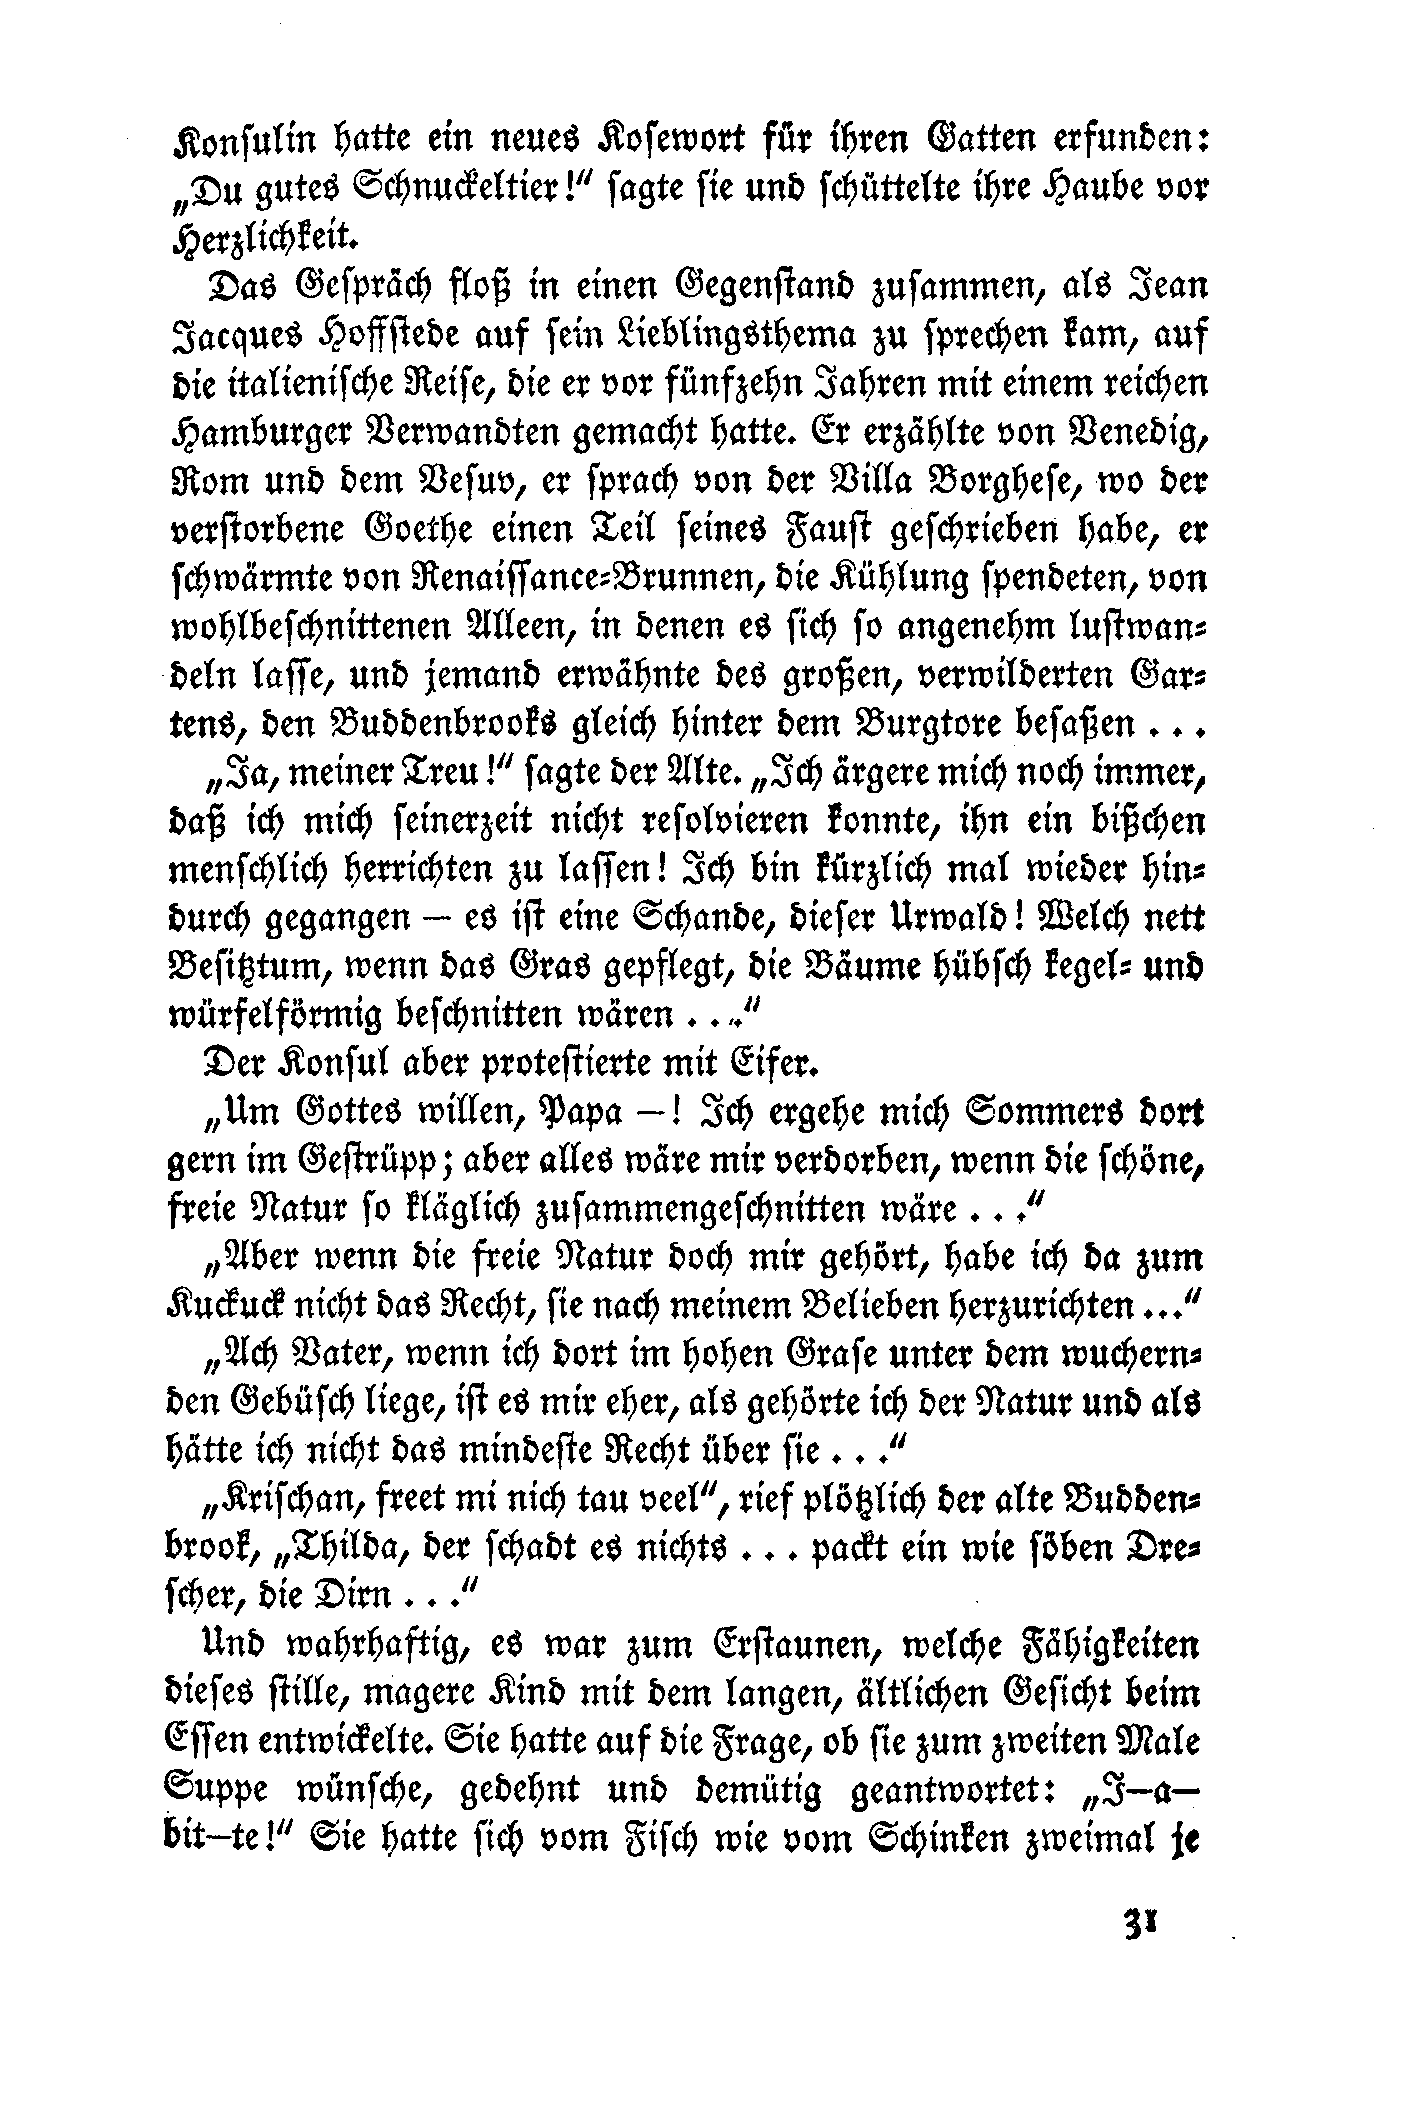 Konsulin hatte ein neues Kosewort für ihren Gatten erfunden:
„Du gutes Schnuckeltier!“ sagte sie und schüttelte ihre Haube vor
Herzlichkeit.
Das Gespräch floß in einen Gegenstand zusammen, als Jean
Jacques Hoffstede auf sein Lieblingsthema zu sprechen kam, auf
die italienische Reise, die er vor fünfzehn Jahren mit einem reichen
Hamburger Verwandten gemacht hatte. Er erzählte von Venedig,
Rom und dem Vesuv, er sprach von der Villa Borghese, wo der
verstorbene Goethe einen Teil seines Faust geschrieben habe, er
schwärmte von Renaissance-Brunnen, die Kühlung spendeten, von
wohlbeschnittenen Alleen, in denen es sich so angenehm lustwan-
deln lasse, und jemand erwähnte des großen, verwilderten Gar-
tens, den Buddenbrooks gleich hinter dem Burgtore besaßen . . .
„Ja, meiner Treu!“ sagte der Alte. „Ich ärgere mich noch immer,
daß ich mich seinerzeit nicht resolvieren konnte, ihn ein bißchen
menschlich herrichten zu lassen! Ich bin kürzlich mal wieder hin-
durch gegangen — es ist eine Schande, dieser Urwald! Welch nett
Besitztum, wenn das Gras gepflegt, die Bäume hübsch kegel- und
würfelförmig beschnitten wären . . .“
Der Konsul aber protestierte mit Eifer.
„Um Gottes willen, Papa —! Ich ergehe mich Sommers dort
gern im Gestrüpp; aber alles wäre mir verdorben, wenn die schöne,
freie Natur so kläglich zusammengeschnitten wäre . . .“
„Aber wenn die freie Natur doch mir gehört, habe ich da zum
Kuckuck nicht das Recht, sie nach meinem Belieben herzurichten . . .“
„Ach Vater, wenn ich dort im hohen Grase unter dem wuchern-
den Gebüsch liege, ist es mir eher, als gehörte ich der Natur und als
hätte ich nicht das mindeste Recht über sie . . .“
„Krischan, freet mi nich tau veel“, rief plötzlich der alte Budden-
brook, „Thilda, der schadt es nichts . . . packt ein wie söben Dre-
scher, die Dirn . . .“
Und wahrhaftig, es war zum Erstaunen, welche Fähigkeiten
dieses stille, magere Kind mit dem langen, ältlichen Gesicht beim
Essen entwickelte. Sie hatte auf die Frage, ob sie zum zweiten Male
Suppe wünsche, gedehnt und demütig geantwortet: „J—a—
bit—te!“ Sie hatte sich vom Fisch wie vom Schinken zweimal je
31